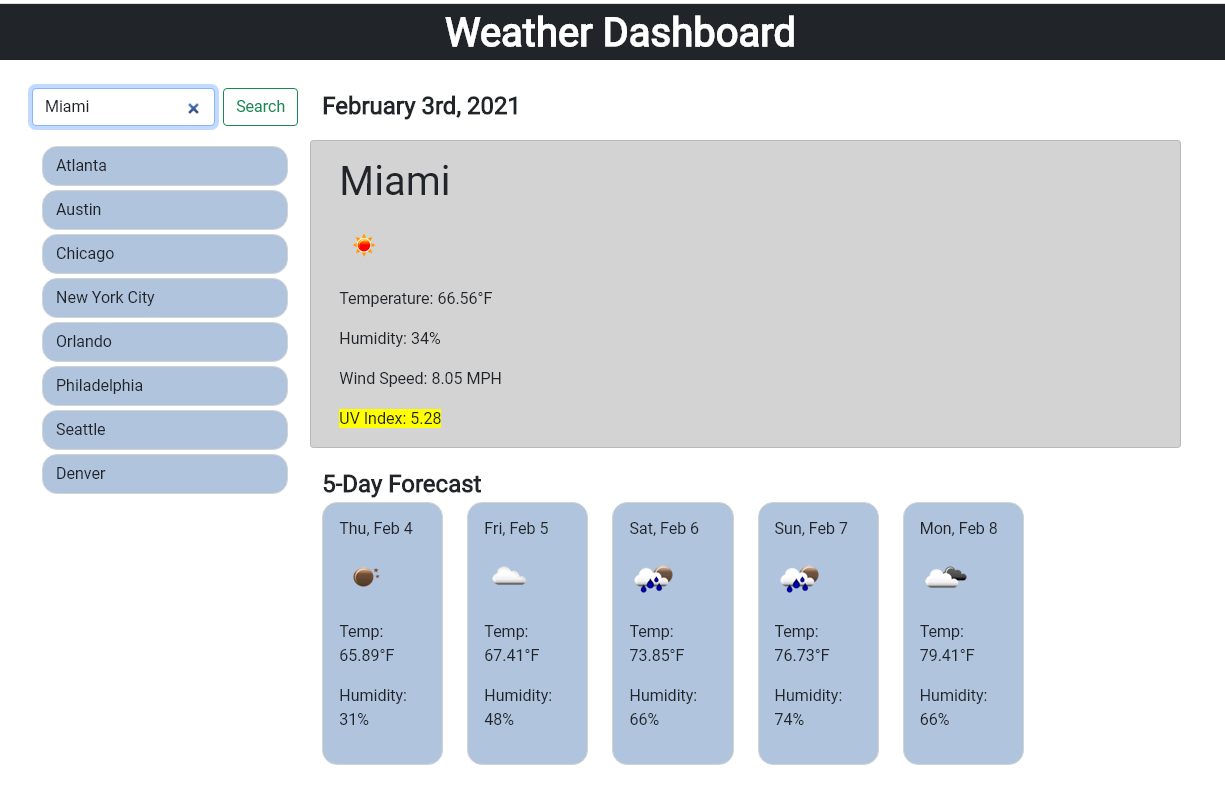 Weather Dashboard
Miami
Search
Atlanta
Austin
Chicago
New York City
Orlando
Philadelphia
Seattle
Denver
February 3rd, 2021
Miami
Temperature: 66.56°F
Humidity: 34%
Wind Speed: 8.05 MPH
UV Index: 5.28
5-Day Forecast
Thu, Feb 4
Temp:
65.89°F
Humidity:
31%
Fri, Feb 5
Temp:
67.41°F
Humidity:
48%
Sat, Feb 6
Temp:
73.85°F
Humidity:
66%
Sun, Feb 7
Temp:
76.73°F
Humidity:
74%
Mon, Feb 8
Temp:
79.41°F
Humidity:
66%